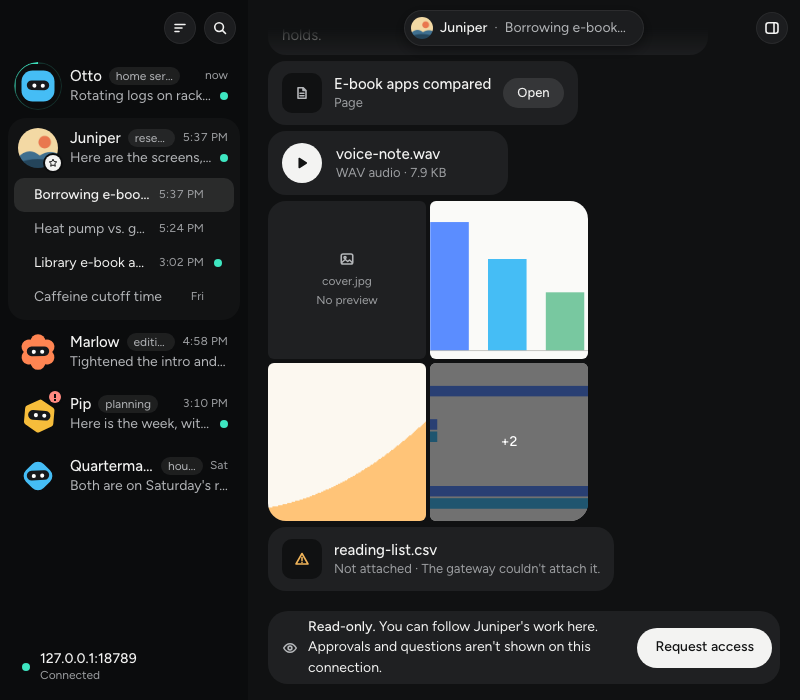 holds.
Juniper · Borrowing e-book...
Otto home ser... now
Rotating logs on rack...
Juniper rese... 5:37 PM
Here are the screens,...
Borrowing e-boo... 5:37 PM
Heat pump vs. g... 5:24 PM
Library e-book a... 3:02 PM
Caffeine cutoff time Fri
Marlow editi... 4:58 PM
Tightened the intro and...
Pip planning 3:10 PM
Here is the week, wit...
Quarterma... hou... Sat
Both are on Saturday's r...
127.0.0.1:18789
Connected
E-book apps compared
Page
Open
voice-note.wav
WAV audio · 7.9 KB
cover.jpg
No preview
+2
reading-list.csv
Not attached · The gateway couldn't attach it.
Read-only. You can follow Juniper's work here.
Approvals and questions aren't shown on this
connection.
Request access